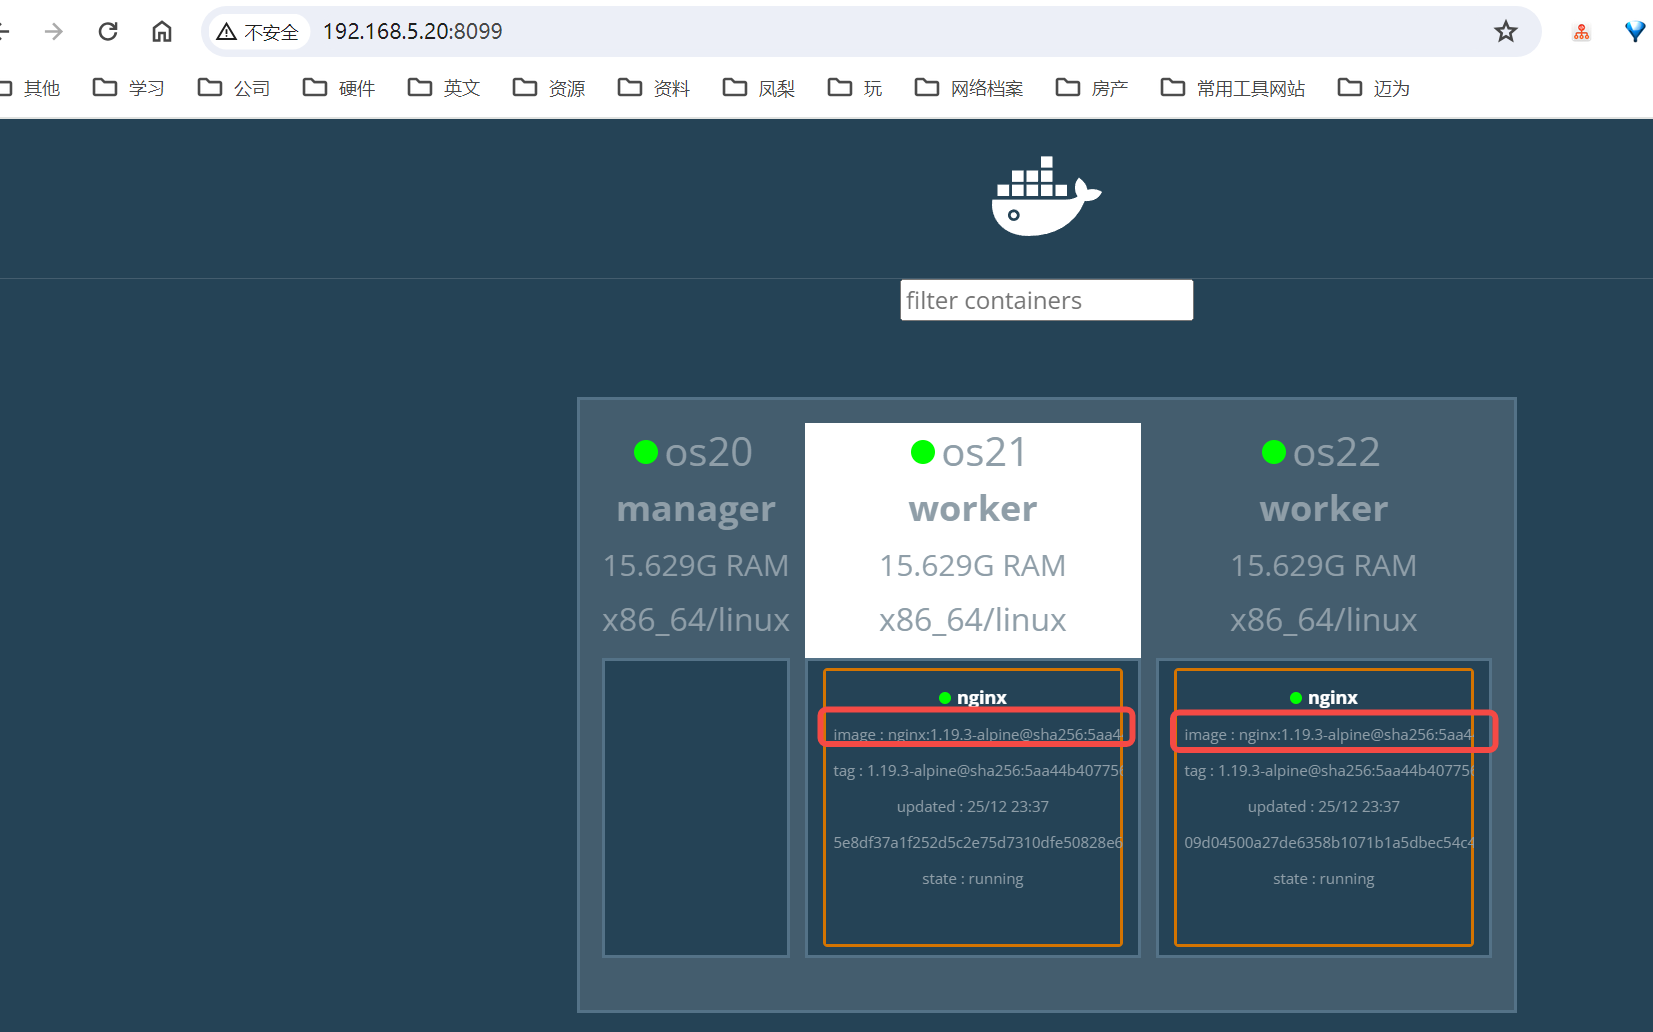 不安全 192.168.5.20:8099
其他 学习 公司 硬件 英文 资源 资料 凤梨 玩 网络档案 房产 常用工具网站 迈为
filter containers
os20
manager
15.629G RAM
x86_64/linux
os21
worker
15.629G RAM
x86_64/linux
nginx
image : nginx:1.19.3-alpine@sha256:5aa4
tag : 1.19.3-alpine@sha256:5aa44b407756
updated : 25/12 23:37
5e8df37a1f252d5c2e75d7310dfe50828e6
state : running
os22
worker
15.629G RAM
x86_64/linux
nginx
image : nginx:1.19.3-alpine@sha256:5aa4
tag : 1.19.3-alpine@sha256:5aa44b407756
updated : 25/12 23:37
09d04500a27de6358b1071b1a5dbec54c4
state : running